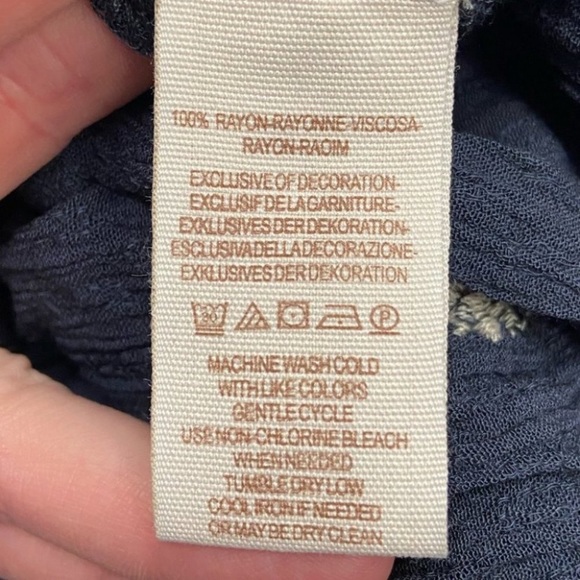 100% RAYON-RAYONNE-VISCOSA-
RAYON-RAOIM
EXCLUSIVE OF DECORATION-
EXCLUSIF DE LA GARNITURE-
EXKLUSIVES DER DEKORATION-
ESCLUSIVA DELLA DECORAZIONE-
EXKLUSIVES DER DEKORATION
P
MACHINE WASH COLD
WITH LIKE COLORS
GENTLE CYCLE
USE NON-CHLORINE BLEACH
WHEN NEEDED
TUMBLE DRY LOW
COOL IRON IF NEEDED
OR MAY BE DRY CLEAN